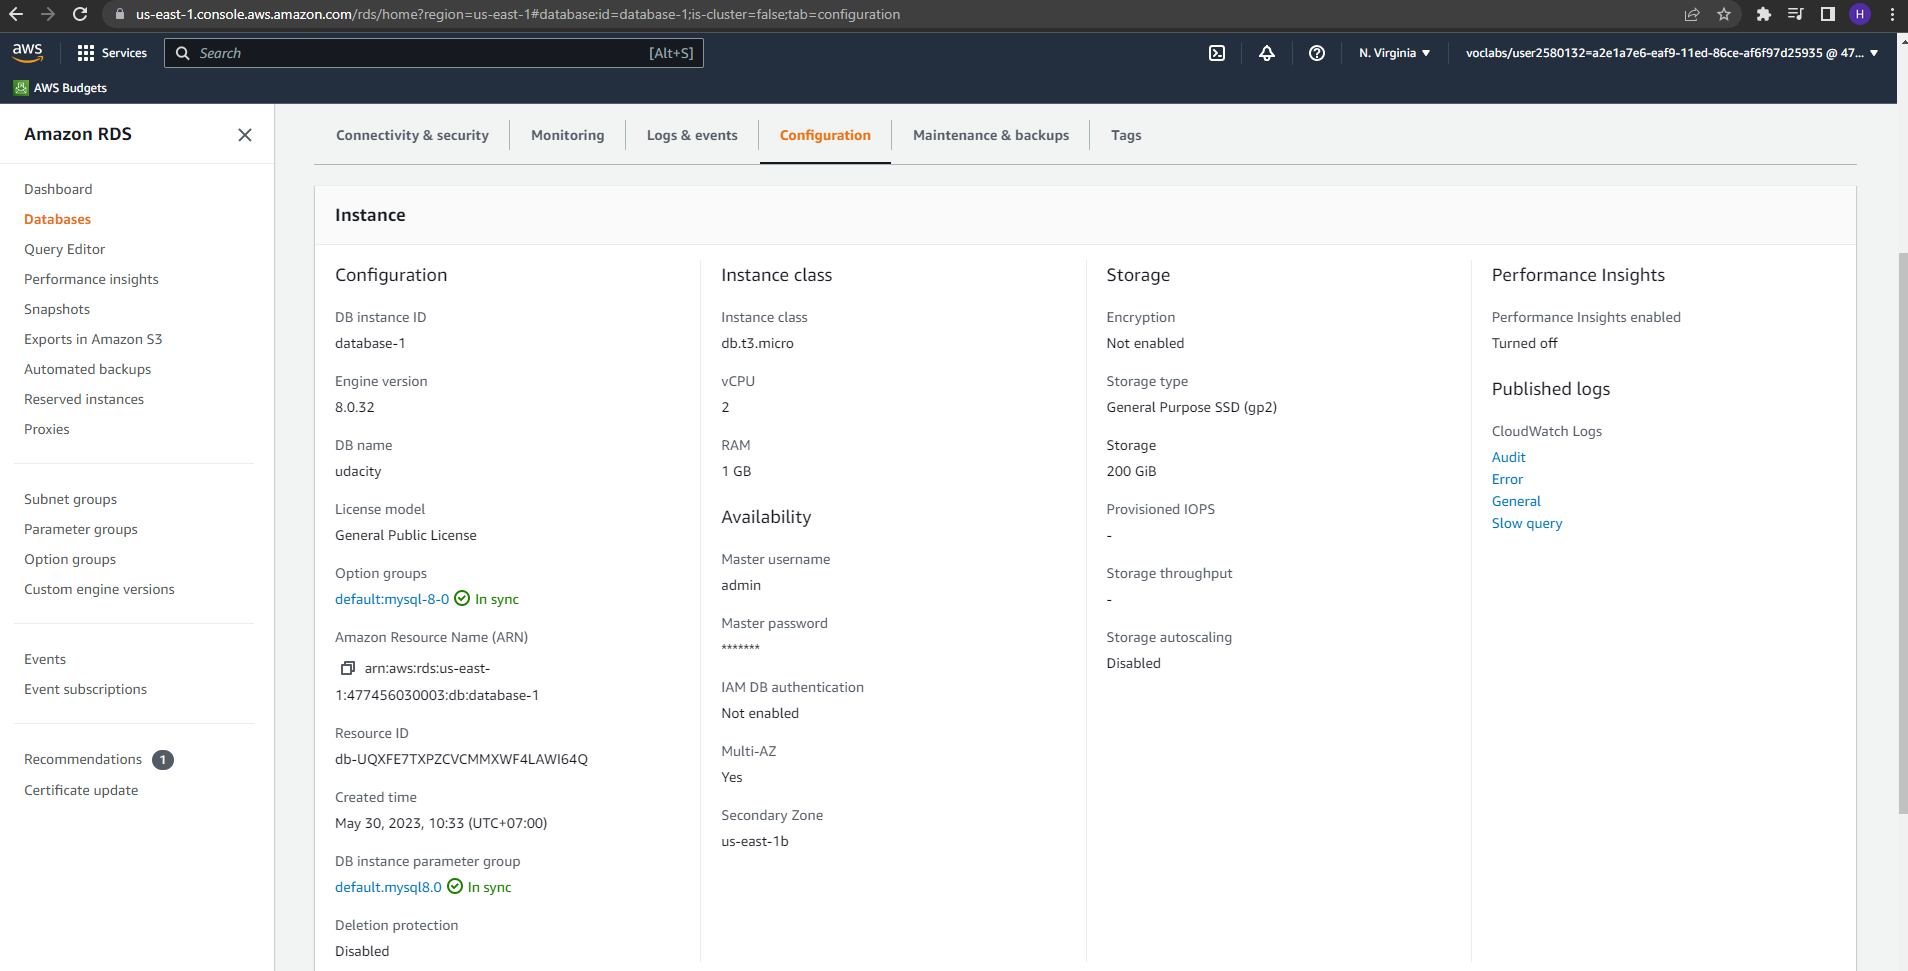 us-east-1.console.aws.amazon.com/rds/home?region=us-east-1#database:id=database-1;is-cluster=false;tab=configuration
H
aws
Services
Search
[Alt+S]
N. Virginia
voclabs/user2580132=a2e1a7e6-eaf9-11ed-86ce-af6f97d25935 @ 47...
AWS Budgets
Amazon RDS
Dashboard
Databases
Query Editor
Performance insights
Snapshots
Exports in Amazon S3
Automated backups
Reserved instances
Proxies
Subnet groups
Parameter groups
Option groups
Custom engine versions
Events
Event subscriptions
Recommendations 1
Certificate update
Connectivity & security
Monitoring
Logs & events
Configuration
Maintenance & backups
Tags
Instance
Configuration
DB instance ID
database-1
Engine version
8.0.32
DB name
udacity
License model
General Public License
Option groups
default:mysql-8-0 In sync
Amazon Resource Name (ARN)
arn:aws:rds:us-east-
1:477456030003:db:database-1
Resource ID
db-UQXFE7TXPZCVCMMXWF4LAWI64Q
Created time
May 30, 2023, 10:33 (UTC+07:00)
DB instance parameter group
default.mysql8.0 In sync
Deletion protection
Disabled
Instance class
Instance class
db.t3.micro
vCPU
2
RAM
1 GB
Availability
Master username
admin
Master password
*******
IAM DB authentication
Not enabled
Multi-AZ
Yes
Secondary Zone
us-east-1b
Storage
Encryption
Not enabled
Storage type
General Purpose SSD (gp2)
Storage
200 GiB
Provisioned IOPS
-
Storage throughput
-
Storage autoscaling
Disabled
Performance Insights
Performance Insights enabled
Turned off
Published logs
CloudWatch Logs
Audit
Error
General
Slow query